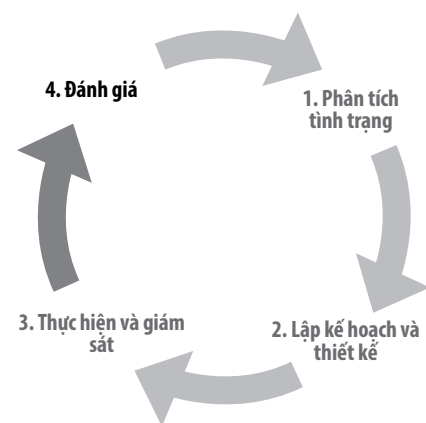 4. Đánh giá
1. Phân tích
tình trạng
3. Thực hiện và giám
sát
2. Lập kế hoạch và
thiết kế